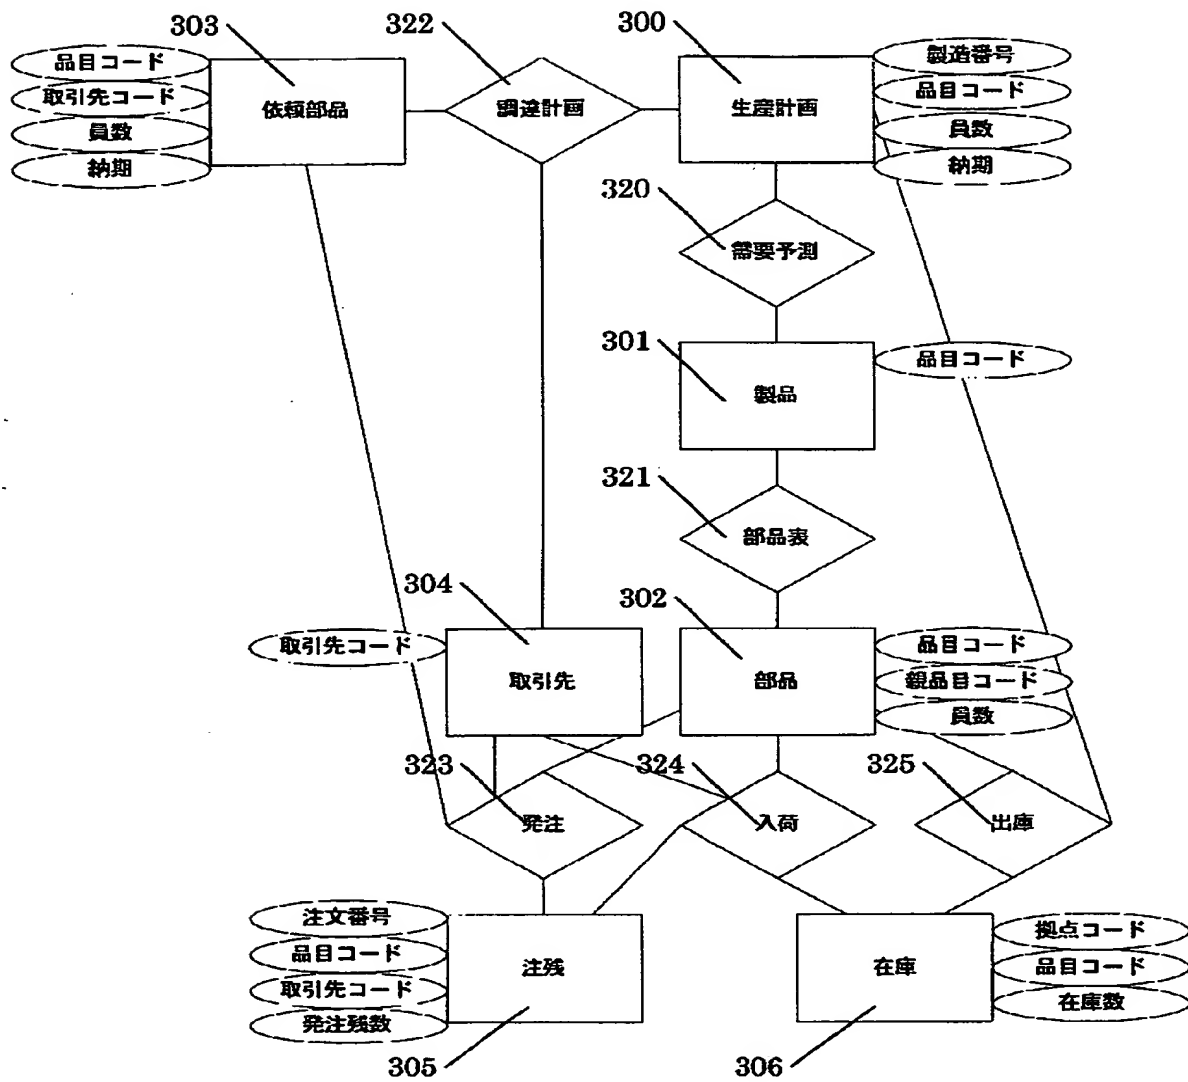 303
322
300
品目コード
取引先コード
員数
納期
依頼部品
調達計画
生産計画
製造番号
品目コード
員数
納期
320
需要予測
301
製品
品目コード
321
部品表
304
302
取引先コード
取引先
部品
品目コード
親品目コード
員数
323
324
325
発注
入荷
出庫
注文番号
品目コード
取引先コード
発注残数
注残
在庫
拠点コード
品目コード
在庫数
305
306